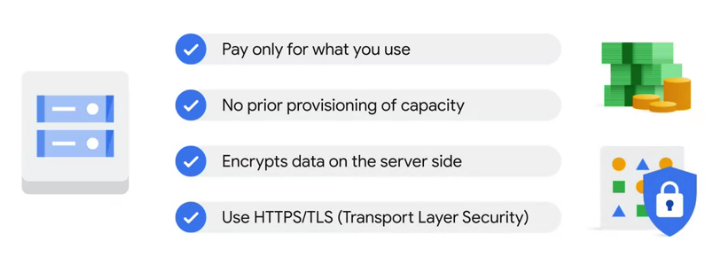 Pay only for what you use
No prior provisioning of capacity
Encrypts data on the server side
Use HTTPS/TLS (Transport Layer Security)